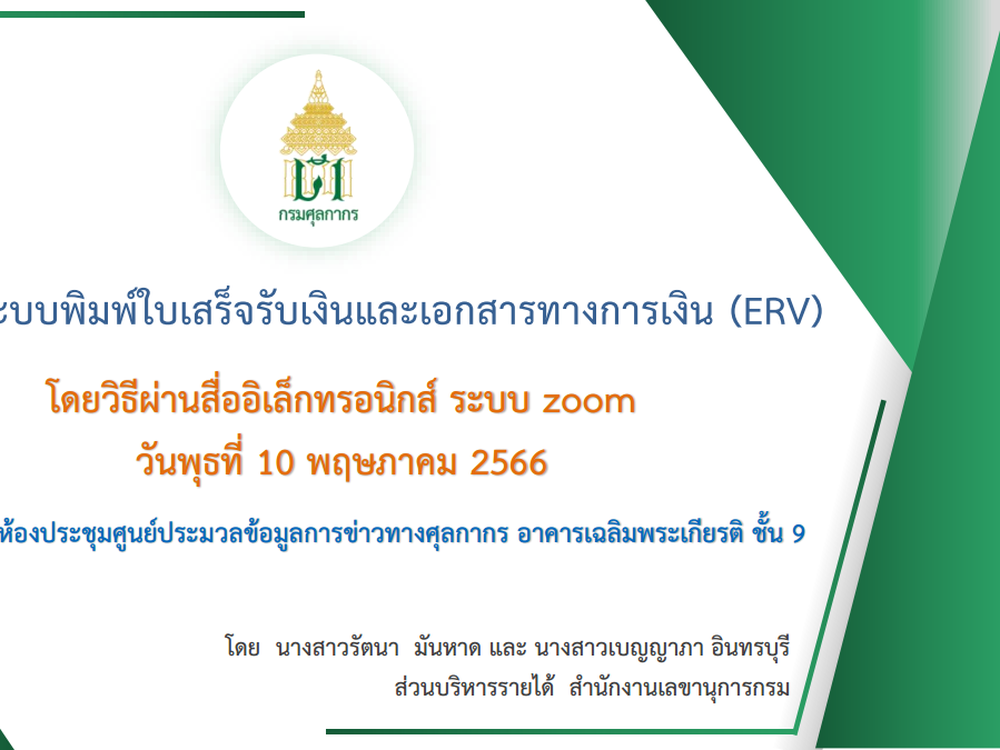 กรมศุลกากร
ะบบพิมพ์ใบเสร็จรับเงินและเอกสารทางการเงิน (ERV)
โดยวิธีผ่านสื่ออิเล็กทรอนิกส์ ระบบ zoom
วันพุธที่ 10 พฤษภาคม 2566
ห้องประชุมศูนย์ประมวลข้อมูลการข่าวทางศุลกากร อาคารเฉลิมพระเกียรติ ชั้น 9
โดย นางสาวรัตนา มันหาด และ นางสาวเบญญาภา อินทรบุรี
ส่วนบริหารรายได้ สำนักงานเลขานุการกรม